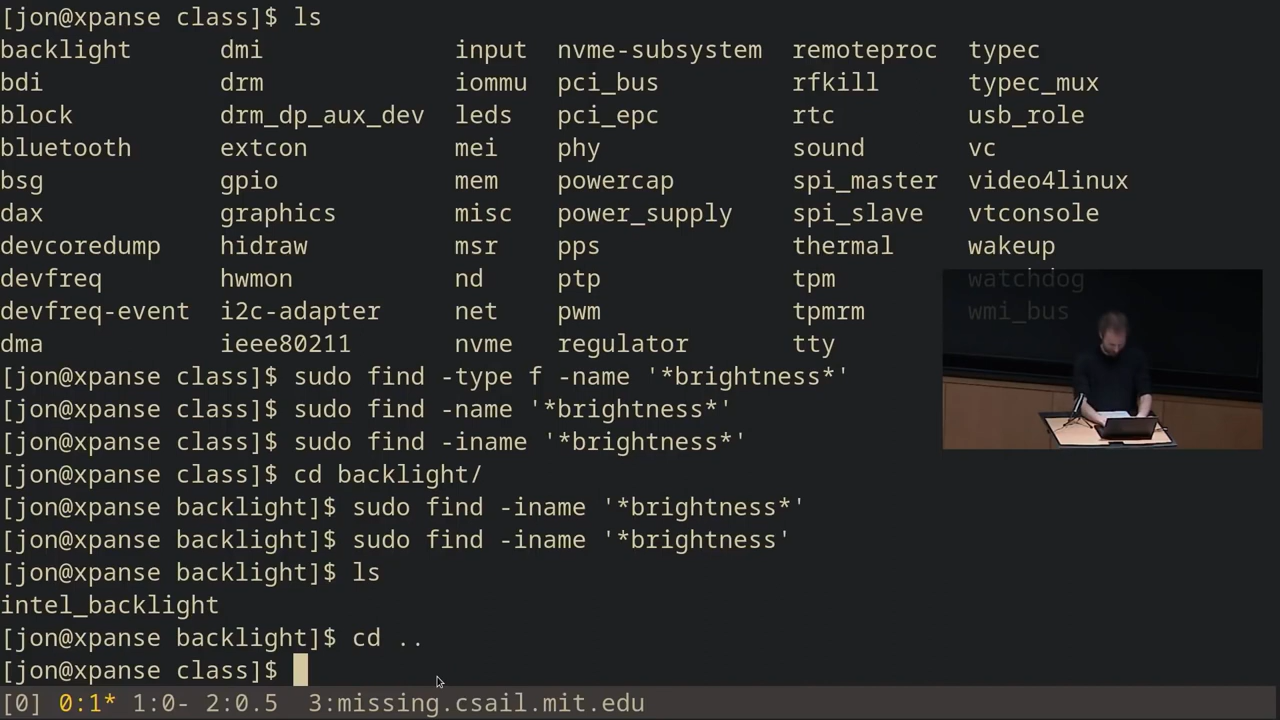 [jon@xpanse class]$ ls
backlight dmi input nvme-subsystem remoteproc typec
bdi drm iommu pci_bus rfkill typec_mux
block drm_dp_aux_dev leds pci_epc rtc usb_role
bluetooth extcon mei phy sound vc
bsg gpio mem powercap spi_master video4linux
dax graphics misc power_supply spi_slave vtconsole
devcoredump hidraw msr pps thermal wakeup
devfreq hwmon nd ptp tpm watchdog
devfreq-event i2c-adapter net pwm tpmrm wmi_bus
dma ieee80211 nvme regulator tty
[jon@xpanse class]$ sudo find -type f -name '*brightness*'
[jon@xpanse class]$ sudo find -name '*brightness*'
[jon@xpanse class]$ sudo find -iname '*brightness*'
[jon@xpanse class]$ cd backlight/
[jon@xpanse backlight]$ sudo find -iname '*brightness*'
[jon@xpanse backlight]$ sudo find -iname '*brightness'
[jon@xpanse backlight]$ ls
intel_backlight
[jon@xpanse backlight]$ cd ..
[jon@xpanse class]$
[0] 0:1* 1:0- 2:0.5 3:missing.csail.mit.edu